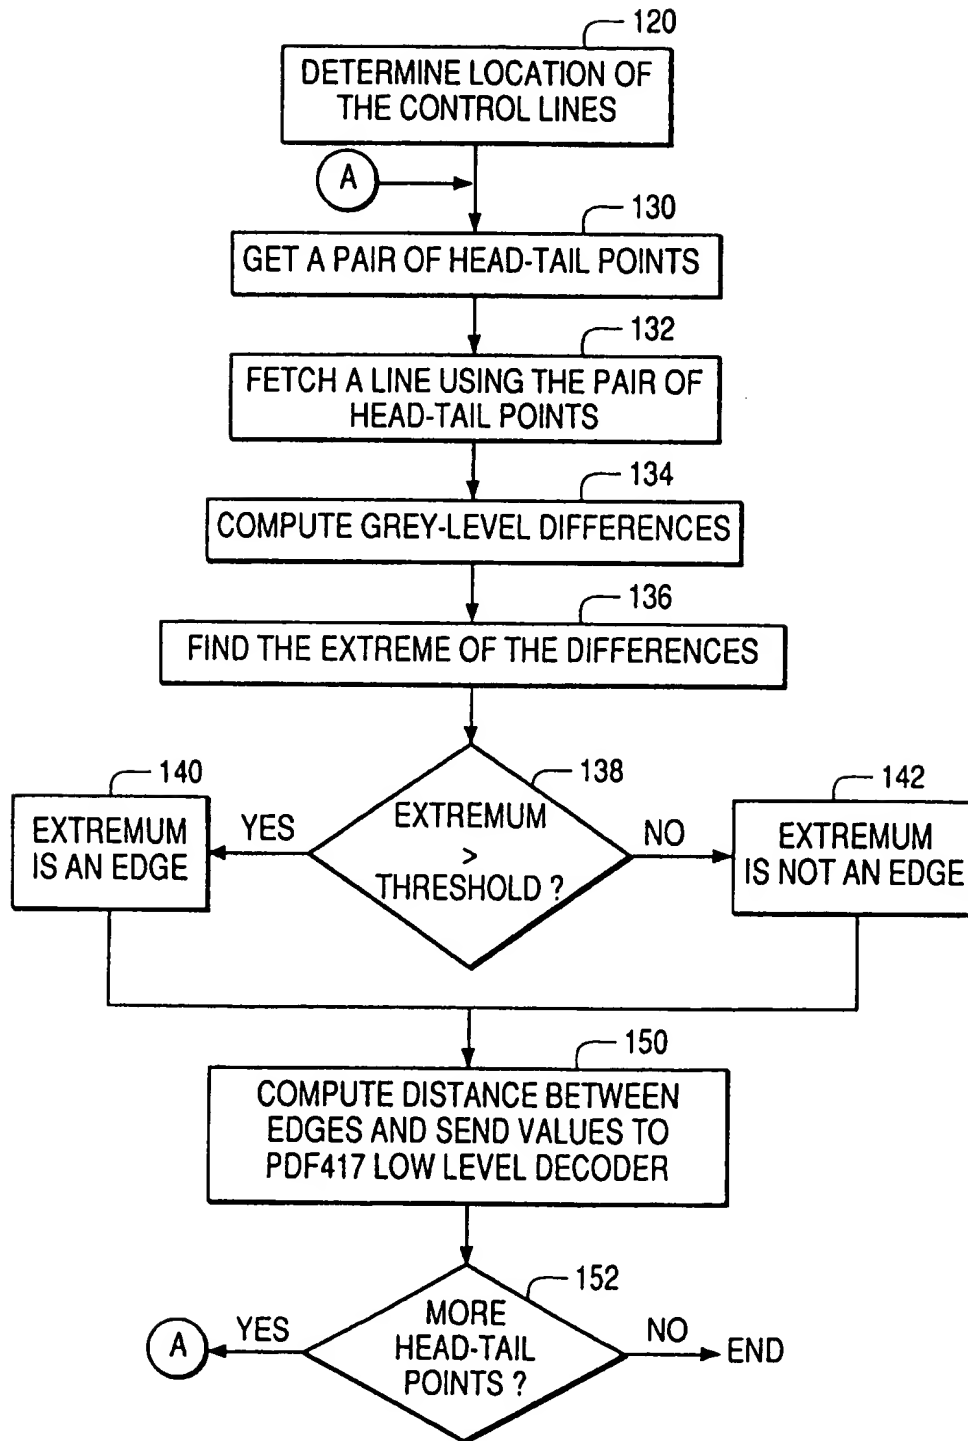 120
DETERMINE LOCATION OF
THE CONTROL LINES
A
130
GET A PAIR OF HEAD-TAIL POINTS
132
FETCH A LINE USING THE PAIR OF
HEAD-TAIL POINTS
134
COMPUTE GREY-LEVEL DIFFERENCES
136
FIND THE EXTREME OF THE DIFFERENCES
138
EXTREMUM
>
THRESHOLD ?
YES
NO
140
EXTREMUM
IS AN EDGE
142
EXTREMUM
IS NOT AN EDGE
150
COMPUTE DISTANCE BETWEEN
EDGES AND SEND VALUES TO
PDF417 LOW LEVEL DECODER
152
MORE
HEAD-TAIL
POINTS ?
YES
A
NO
END